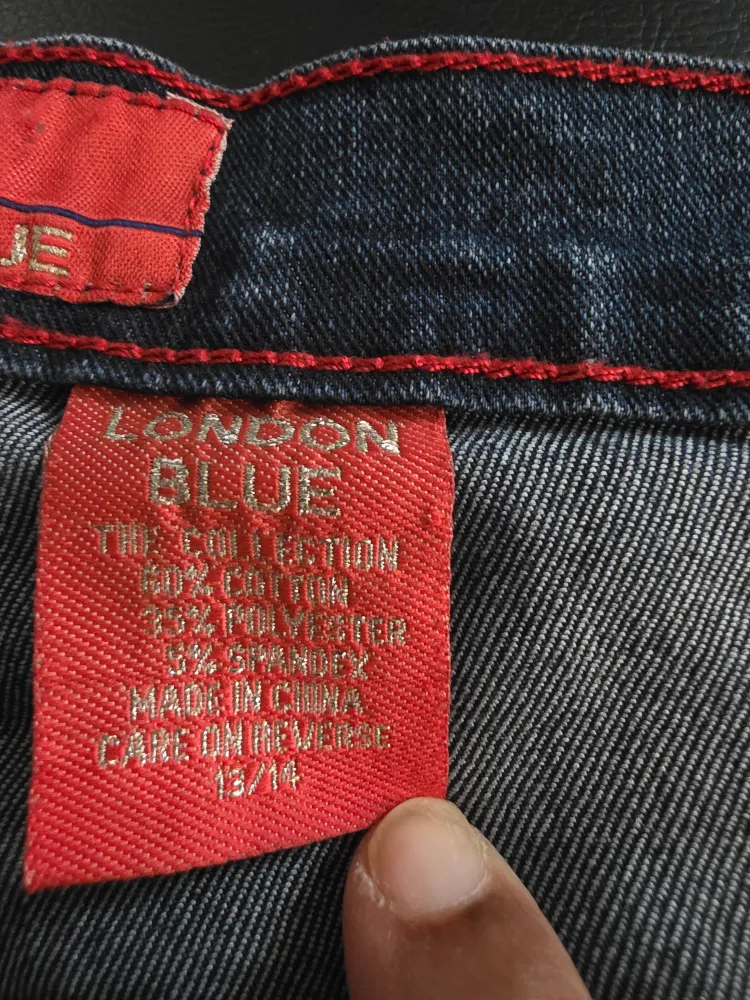 UE
LONDON
BLUE
THE COLLECTION
60% COTTON
35% POLYESTER
5% SPANDEX
MADE IN CHINA
CARE ON REVERSE
13/14